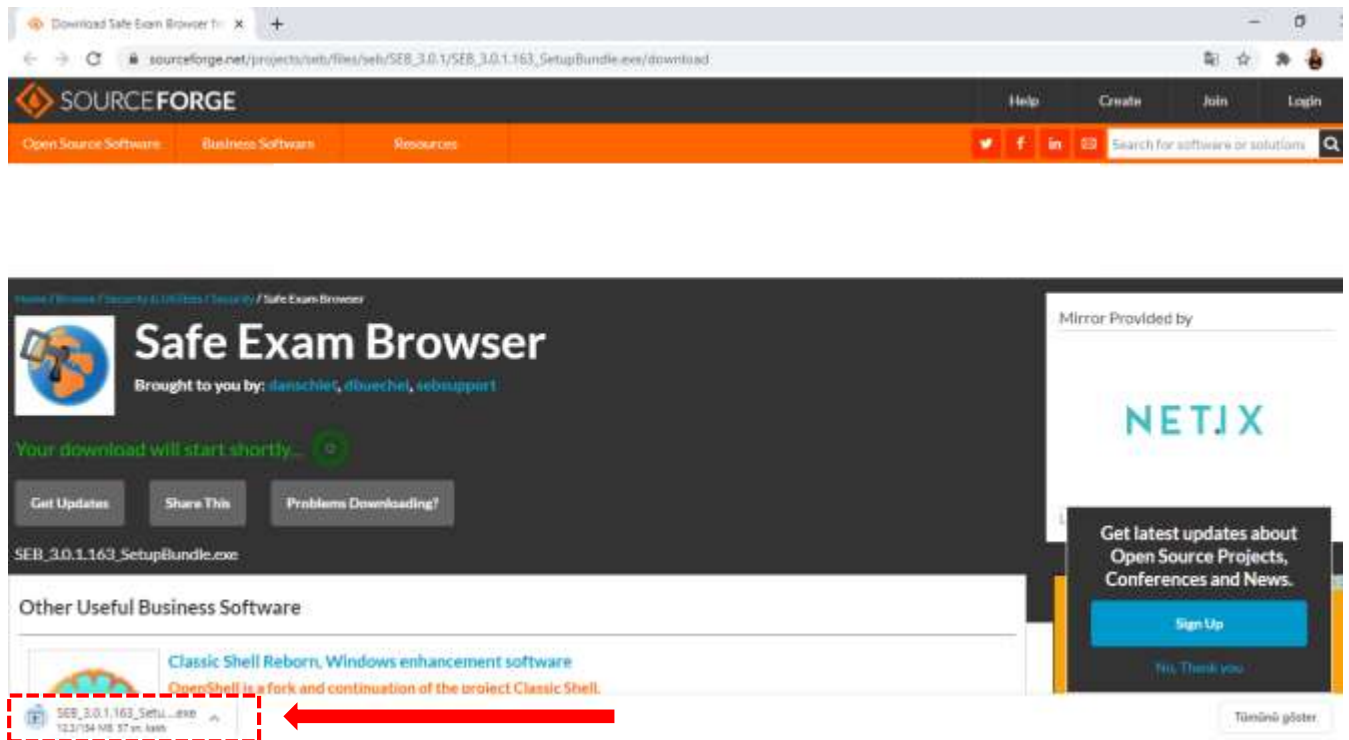 Download Safe Exam Browser f
sourceforge.net/projects/seb/files/seb/SEB_3.0.1/SEB_3.0.1.163_SetupBundle.exe/download
SOURCEFORGE
Help Create Join Login
Open Source Software Business Software Resources
Search for software or solutions
Home / Browse / Security & Utilities / Security / Safe Exam Browser
Safe Exam Browser
Brought to you by: danschlet, dbuechel, sebsupport
Your download will start shortly...
Get Updates Share This Problems Downloading?
SEB_3.0.1.163_SetupBundle.exe
Mirror Provided by
NETIX
Get latest updates about
Open Source Projects,
Conferences and News.
Sign Up
No, Thank you
Other Useful Business Software
Classic Shell Reborn, Windows enhancement software
OpenShell is a fork and continuation of the project Classic Shell.
SEB_3.0.1.163_Setu....exe
/154 MB, 57 sn. kaldı
Tümünü göster